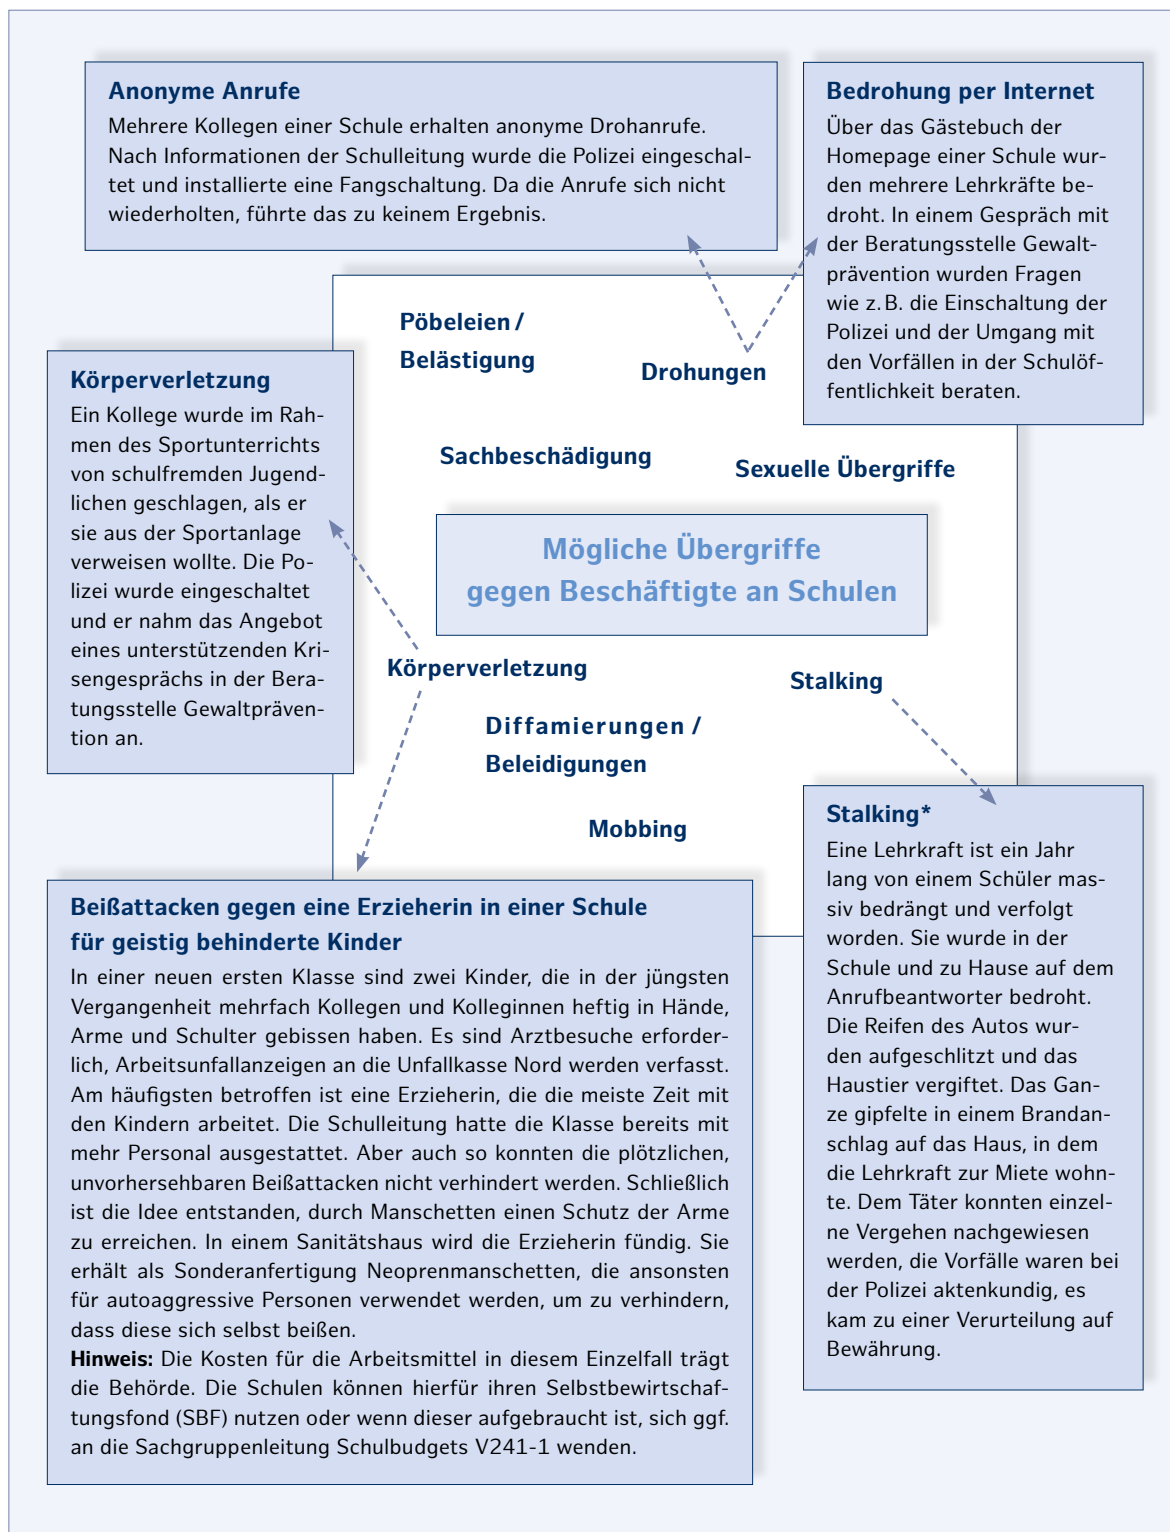 Anonyme Anrufe
Mehrere Kollegen einer Schule erhalten anonyme Drohanrufe.
Nach Informationen der Schulleitung wurde die Polizei eingeschal-
tet und installierte eine Fangschaltung. Da die Anrufe sich nicht
wiederholten, führte das zu keinem Ergebnis.
Bedrohung per Internet
Über das Gästebuch der
Homepage einer Schule wur-
den mehrere Lehrkräfte be-
droht. In einem Gespräch mit
der Beratungsstelle Gewalt-
prävention wurden Fragen
wie z. B. die Einschaltung der
Polizei und der Umgang mit
den Vorfällen in der Schulöf-
fentlichkeit beraten.
Pöbeleien /
Belästigung
Drohungen
Körperverletzung
Ein Kollege wurde im Rah-
men des Sportunterrichts
von schulfremden Jugend-
lichen geschlagen, als er
sie aus der Sportanlage
verweisen wollte. Die Po-
lizei wurde eingeschaltet
und er nahm das Angebot
eines unterstützenden Kri-
sengesprächs in der Bera-
tungsstelle Gewaltpräven-
tion an.
Sachbeschädigung
Sexuelle Übergriffe
Mögliche Übergriffe
gegen Beschäftigte an Schulen
Körperverletzung
Stalking
Diffamierungen /
Beleidigungen
Mobbing
Stalking*
Eine Lehrkraft ist ein Jahr
lang von einem Schüler mas-
siv bedrängt und verfolgt
worden. Sie wurde in der
Schule und zu Hause auf dem
Anrufbeantworter bedroht.
Die Reifen des Autos wur-
den aufgeschlitzt und das
Haustier vergiftet. Das Gan-
ze gipfelte in einem Brandan-
schlag auf das Haus, in dem
die Lehrkraft zur Miete wohn-
te. Dem Täter konnten einzel-
ne Vergehen nachgewiesen
werden, die Vorfälle waren bei
der Polizei aktenkundig, es
kam zu einer Verurteilung auf
Bewährung.
Beißattacken gegen eine Erzieherin in einer Schule
für geistig behinderte Kinder
In einer neuen ersten Klasse sind zwei Kinder, die in der jüngsten
Vergangenheit mehrfach Kollegen und Kolleginnen heftig in Hände,
Arme und Schulter gebissen haben. Es sind Arztbesuche erforder-
lich, Arbeitsunfallanzeigen an die Unfallkasse Nord werden verfasst.
Am häufigsten betroffen ist eine Erzieherin, die die meiste Zeit mit
den Kindern arbeitet. Die Schulleitung hatte die Klasse bereits mit
mehr Personal ausgestattet. Aber auch so konnten die plötzlichen,
unvorhersehbaren Beißattacken nicht verhindert werden. Schließlich
ist die Idee entstanden, durch Manschetten einen Schutz der Arme
zu erreichen. In einem Sanitätshaus wird die Erzieherin fündig. Sie
erhält als Sonderanfertigung Neoprenmanschetten, die ansonsten
für autoaggressive Personen verwendet werden, um zu verhindern,
dass diese sich selbst beißen.
Hinweis: Die Kosten für die Arbeitsmittel in diesem Einzelfall trägt
die Behörde. Die Schulen können hierfür ihren Selbstbewirtschaf-
tungsfond (SBF) nutzen oder wenn dieser aufgebraucht ist, sich ggf.
an die Sachgruppenleitung Schulbudgets V241-1 wenden.